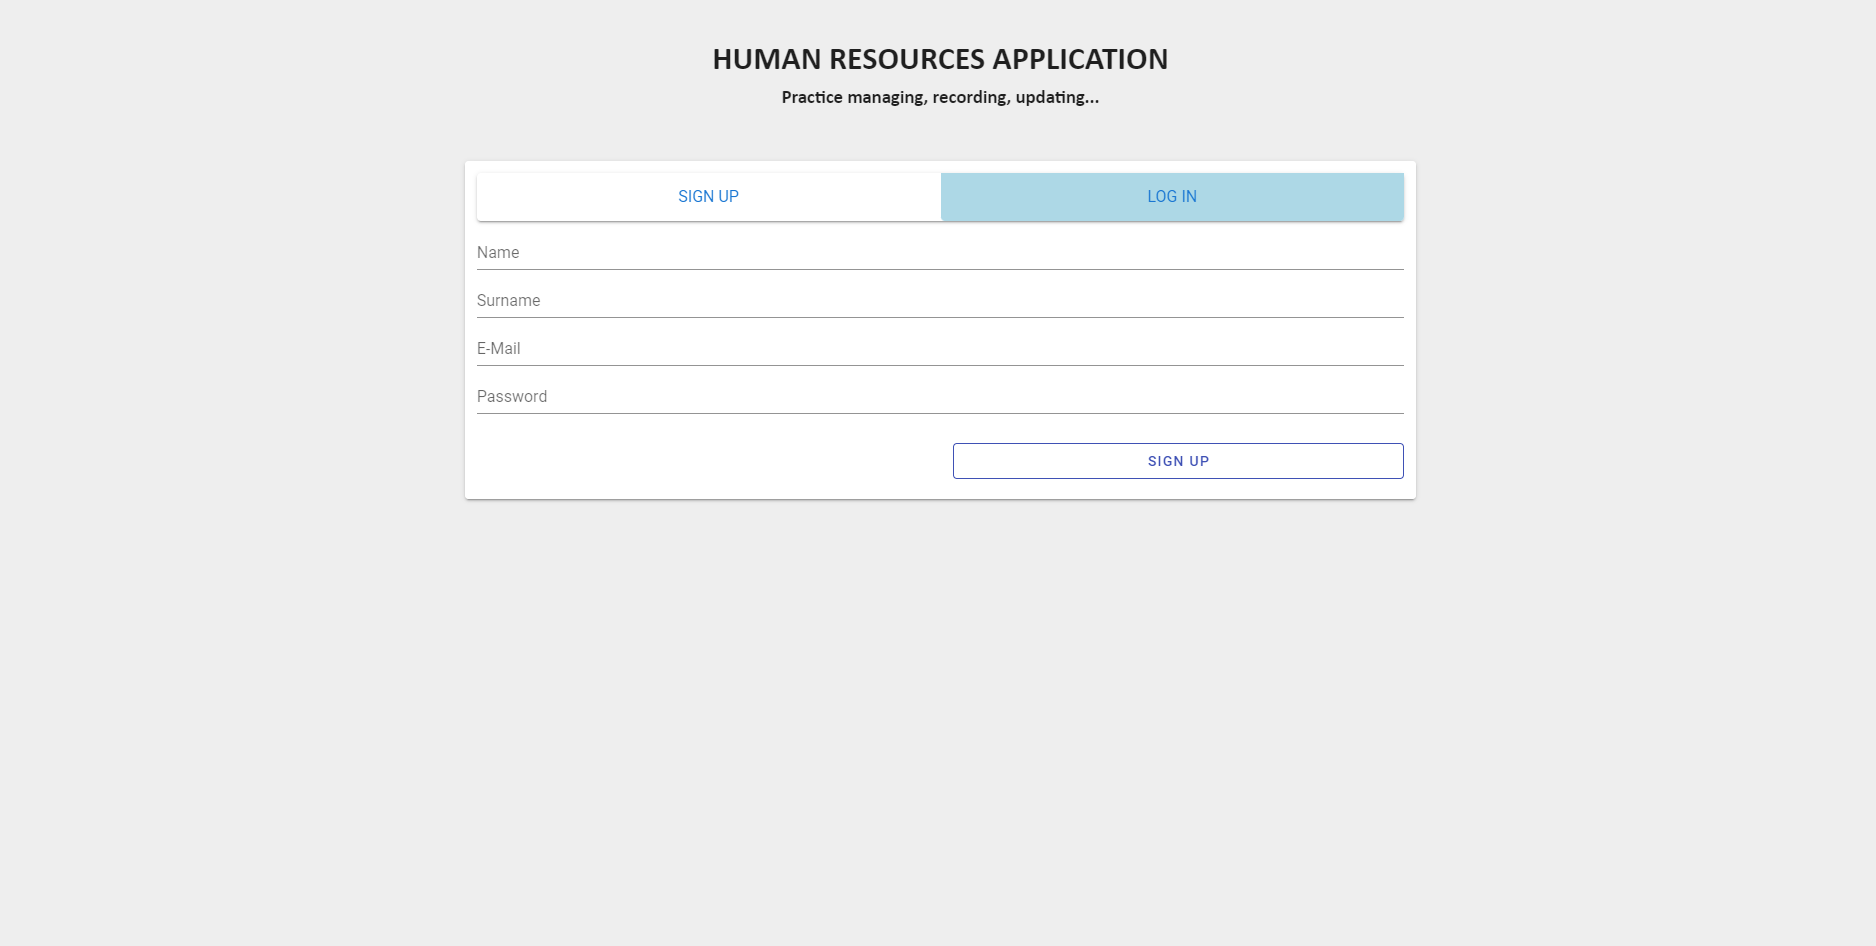 HUMAN RESOURCES APPLICATION
Practice managing, recording, updating...
SIGN UP LOG IN
Name
Surname
E-Mail
Password
SIGN UP